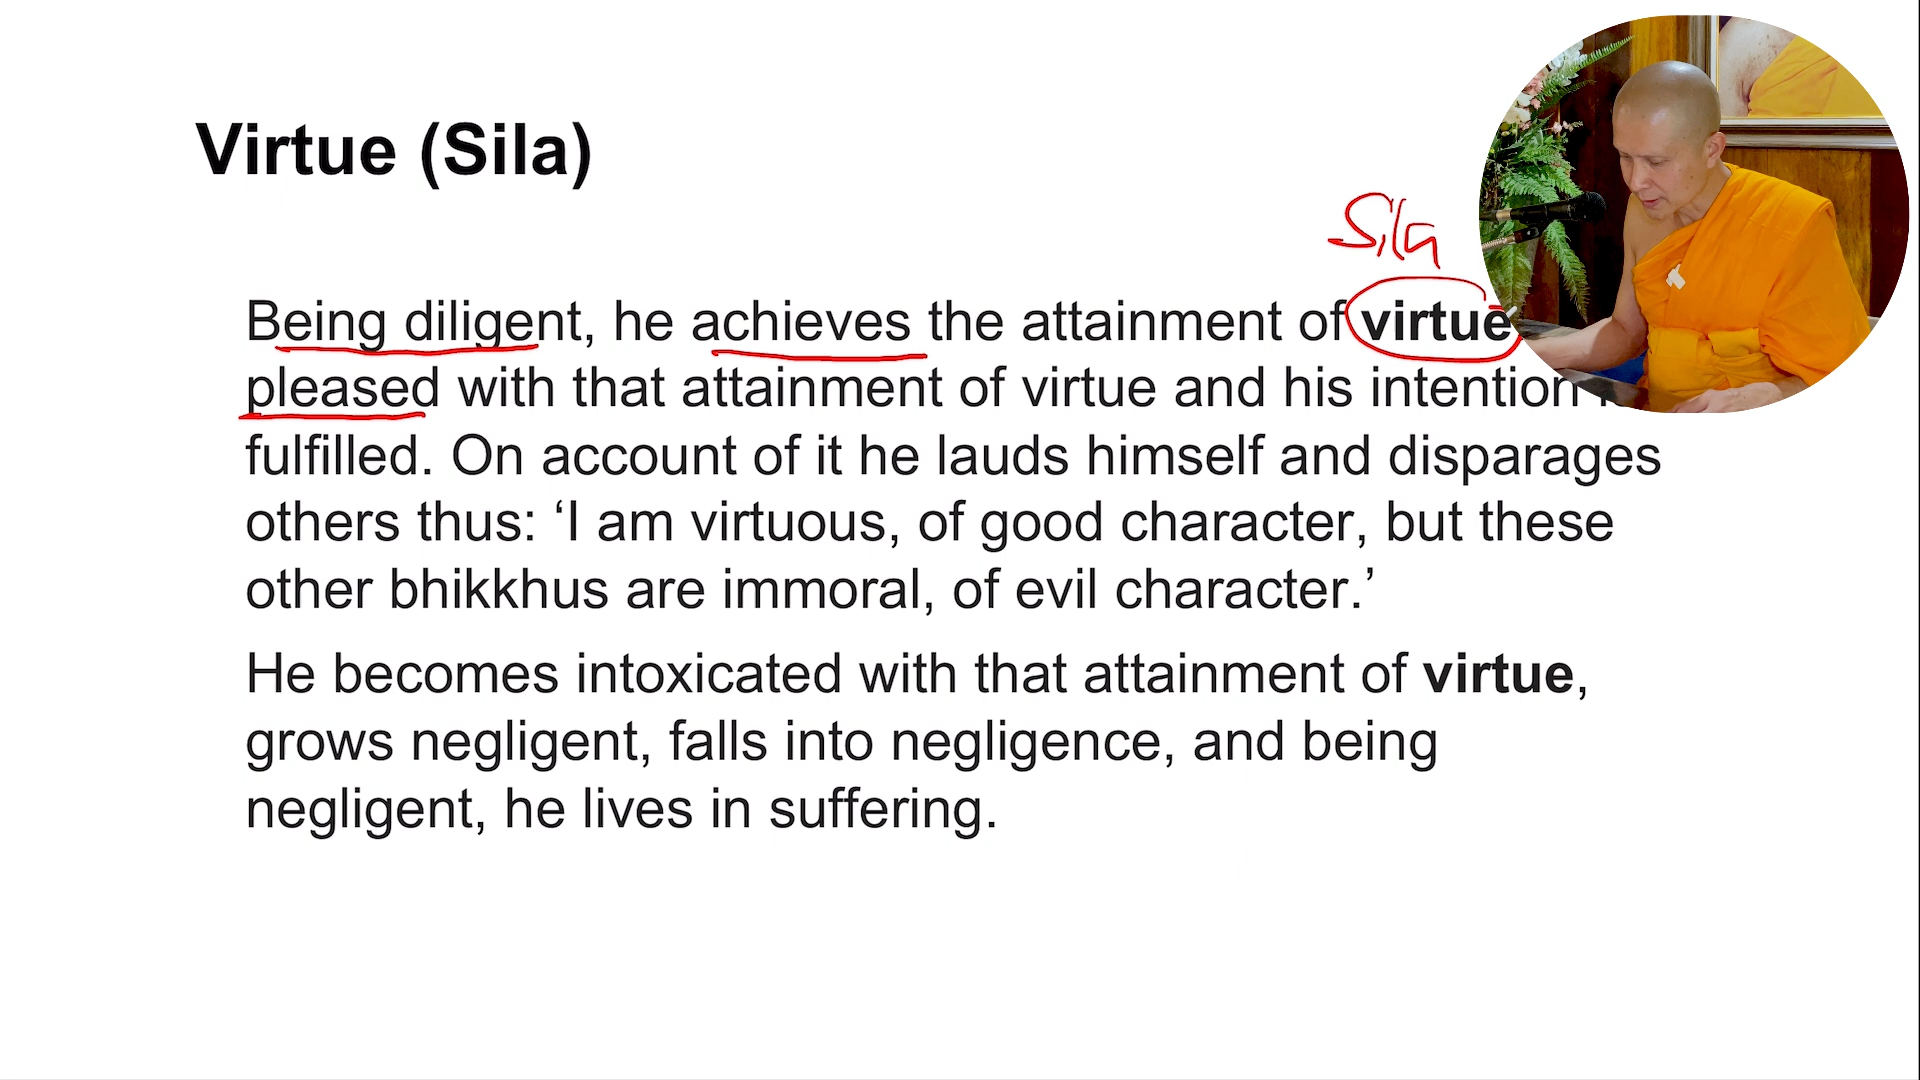 Virtue (Sila)
Sila
Being diligent, he achieves the attainment of virtue
pleased with that attainment of virtue and his intention
fulfilled. On account of it he lauds himself and disparages
others thus: ‘I am virtuous, of good character, but these
other bhikkhus are immoral, of evil character.’
He becomes intoxicated with that attainment of virtue,
grows negligent, falls into negligence, and being
negligent, he lives in suffering.